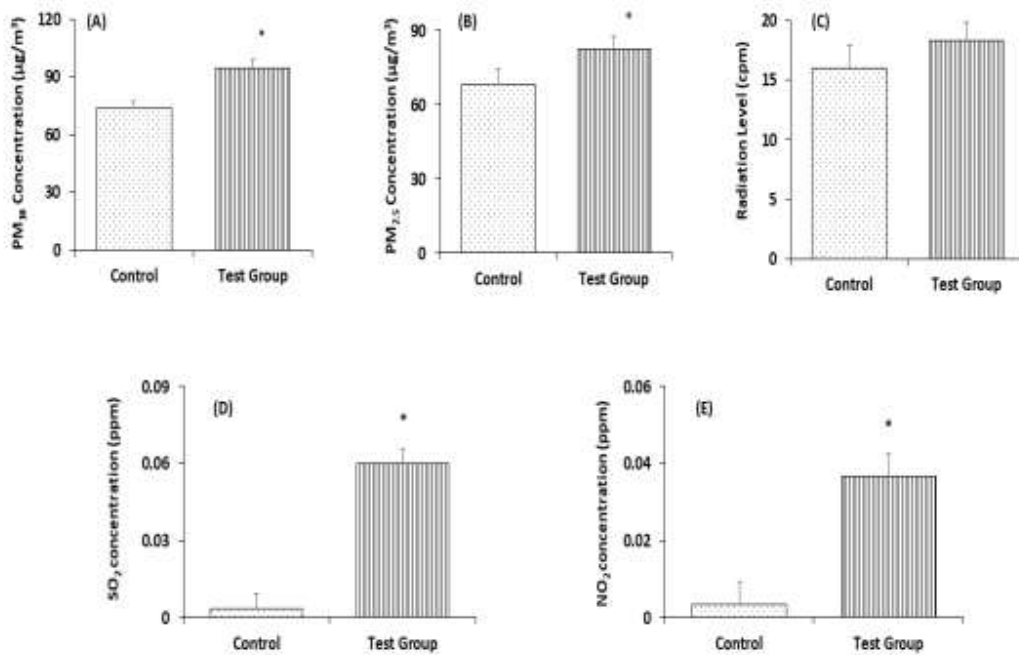 (A)
PM₁₀ Concentration (µg/m³)
120
90
60
30
0
*
Control
Test Group
(B)
PM₂.₅ Concentration (µg/m³)
90
60
30
0
*
Control
Test Group
(C)
Radiation Level (cpm)
20
15
10
5
0
Control
Test Group
(D)
SO₂ concentration (ppm)
0.09
0.06
0.03
0
*
Control
Test Group
(E)
NO₂ concentration (ppm)
0.06
0.04
0.02
0
*
Control
Test Group